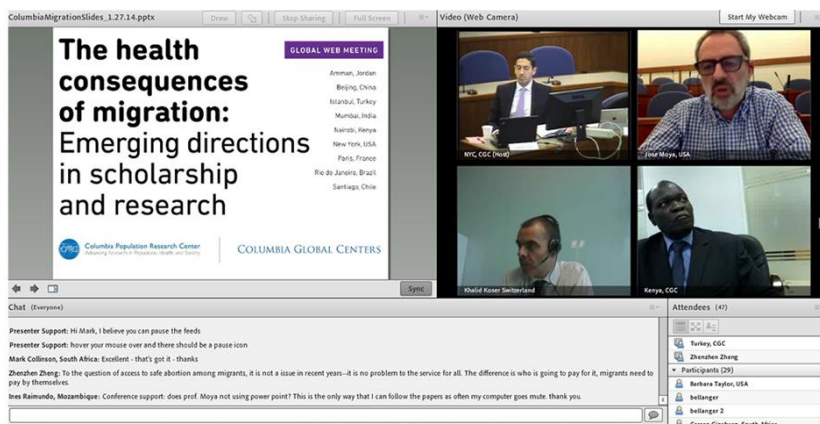 ColumbiaMigrationSlides_1.27.14.pptx
Draw
Stop Sharing
Full Screen
The health
consequences
of migration:
Emerging directions
in scholarship
and research
GLOBAL WEB MEETING
Amman, Jordan
Beijing, China
Istanbul, Turkey
Mumbai, India
Nairobi, Kenya
New York, USA
Paris, France
Rio de Janeiro, Brazil
Santiago, Chile
CPRC
Columbia Population Research Center
Advancing Research in Population, Health, and Society
COLUMBIA GLOBAL CENTERS
Sync
Video (Web Camera)
Start My Webcam
NYC, CGC (Host)
Jose Moya, USA
Khalid Koser Switzerland
Kenya, CGC
Chat (Everyone)
Presenter Support: Hi Mark, I believe you can pause the feeds
Presenter Support: hover your mouse over and there should be a pause icon
Mark Collinson, South Africa: Excellent - that's got it - thanks
Zhenzhen Zheng: To the question of access to safe abortion among migrants, it is not a issue in recent years--it is no problem to the service for all. The difference is who is going to pay for it, migrants need to
pay by themselves.
Ines Raimundo, Mozambique: Conference support: does prof. Moya not using power point? This is the only way that I can follow the papers as often my computer goes mute. thank you.
Attendees (47)
Turkey, CGC
Zhenzhen Zheng
Participants (29)
Barbara Taylor, USA
bellanger
bellanger 2